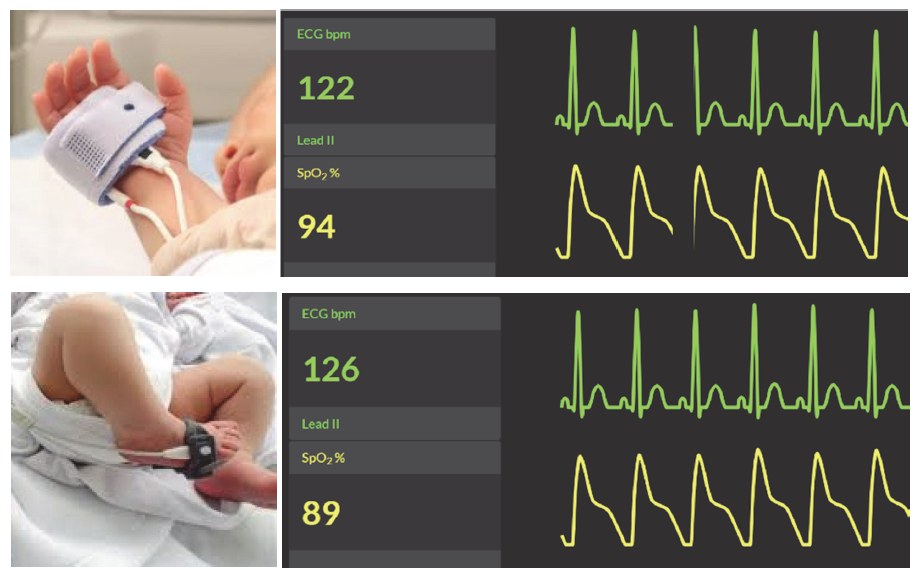 ECG bpm
122
Lead II
SpO₂ %
94
ECG bpm
126
Lead II
SpO₂ %
89